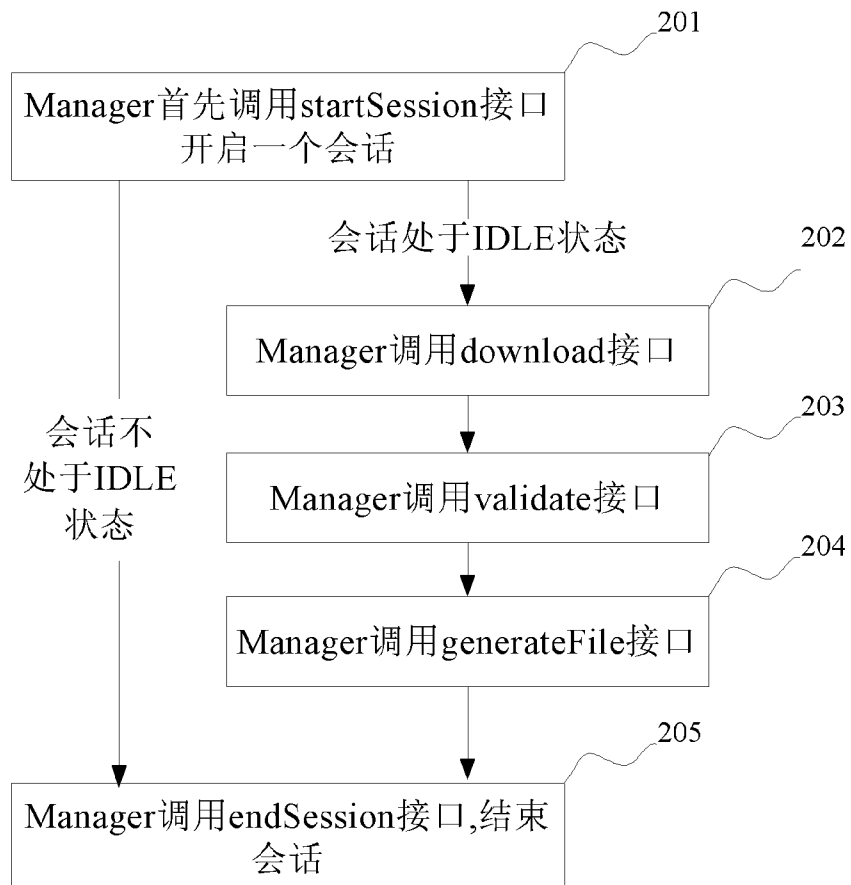 201
Manager首先调用startSession接口
开启一个会话
会话处于IDLE状态
202
Manager调用download接口
203
会话不
处于IDLE
状态
Manager调用validate接口
204
Manager调用generateFile接口
205
Manager调用endSession接口,结束
会话